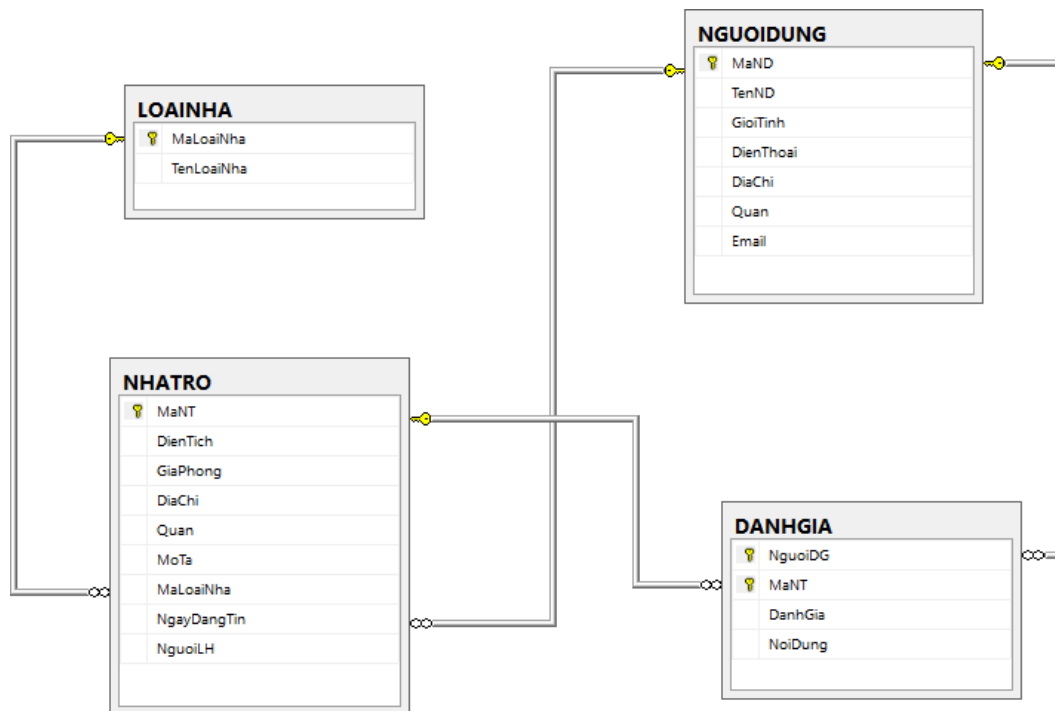 NGUOIDUNG
MaND
TenND
GioiTinh
DienThoai
DiaChi
Quan
Email
LOAINHA
MaLoaiNha
TenLoaiNha
NHATRO
MaNT
DienTich
GiaPhong
DiaChi
Quan
MoTa
MaLoaiNha
NgayDangTin
NguoiLH
DANHGIA
NguoiDG
MaNT
DanhGia
NoiDung